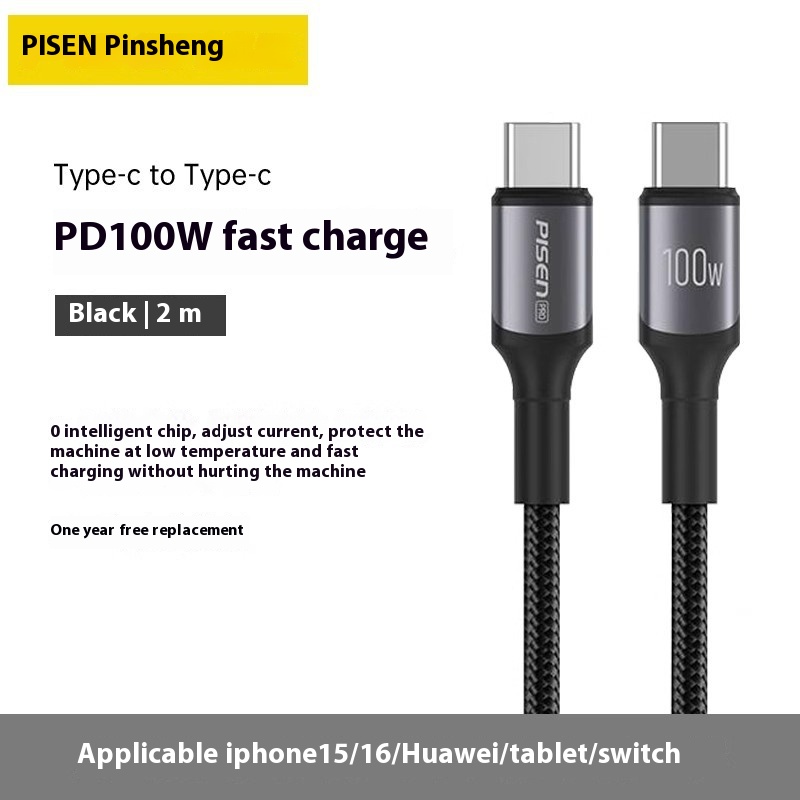 PISEN Pinsheng
Type-c to Type-c
PD100W fast charge
Black | 2 m
PISEN PRO
100W
0 intelligent chip, adjust current, protect the
machine at low temperature and fast
charging without hurting the machine
One year free replacement
Applicable iphone15/16/Huawei/tablet/switch